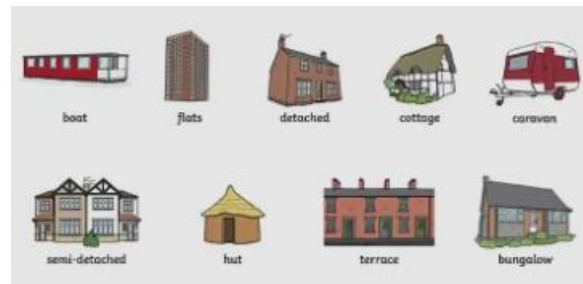 boat flats detached cottage caravan
semi-detached hut terrace bungalow